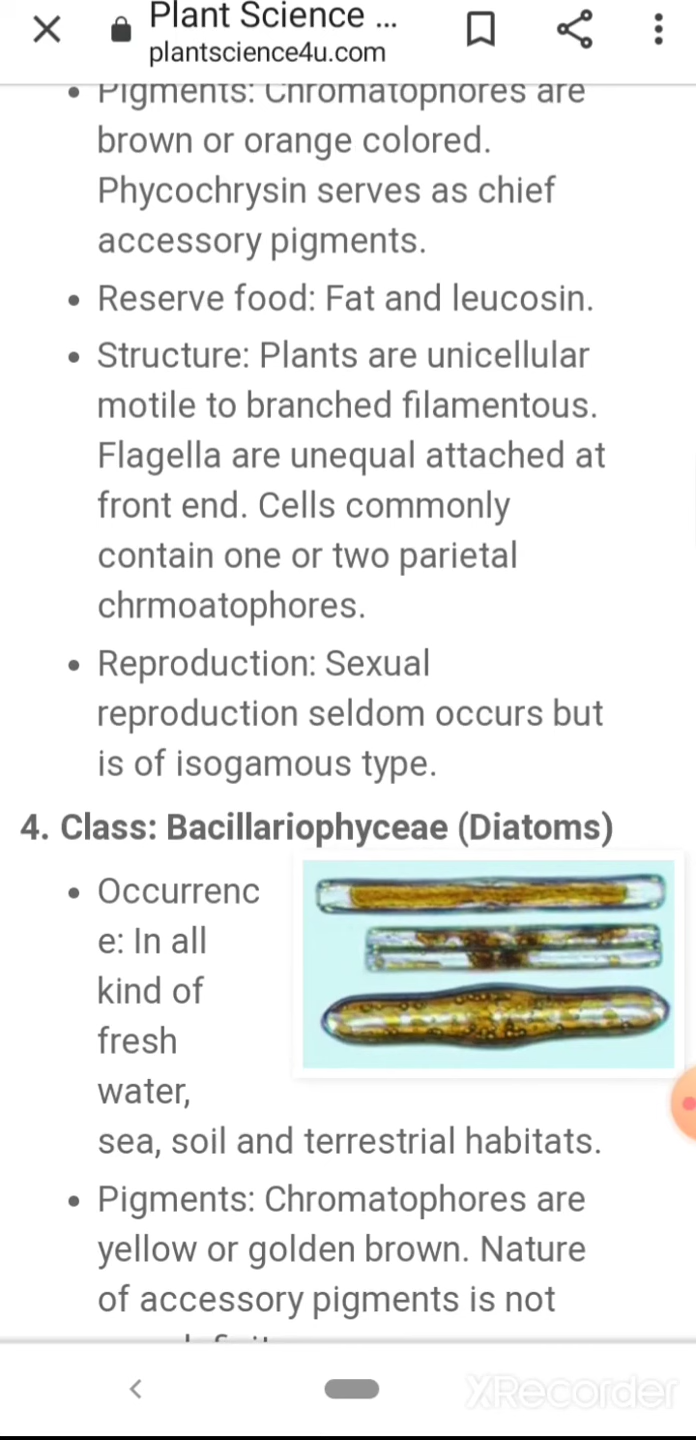 Plant Science ...
plantscience4u.com
• Pigments: Chromatophores are
brown or orange colored.
Phycochrysin serves as chief
accessory pigments.
• Reserve food: Fat and leucosin.
• Structure: Plants are unicellular
motile to branched filamentous.
Flagella are unequal attached at
front end. Cells commonly
contain one or two parietal
chrmoatophores.
• Reproduction: Sexual
reproduction seldom occurs but
is of isogamous type.
4. Class: Bacillariophyceae (Diatoms)
• Occurrenc
e: In all
kind of
fresh
water,
sea, soil and terrestrial habitats.
• Pigments: Chromatophores are
yellow or golden brown. Nature
of accessory pigments is not
XRecorder